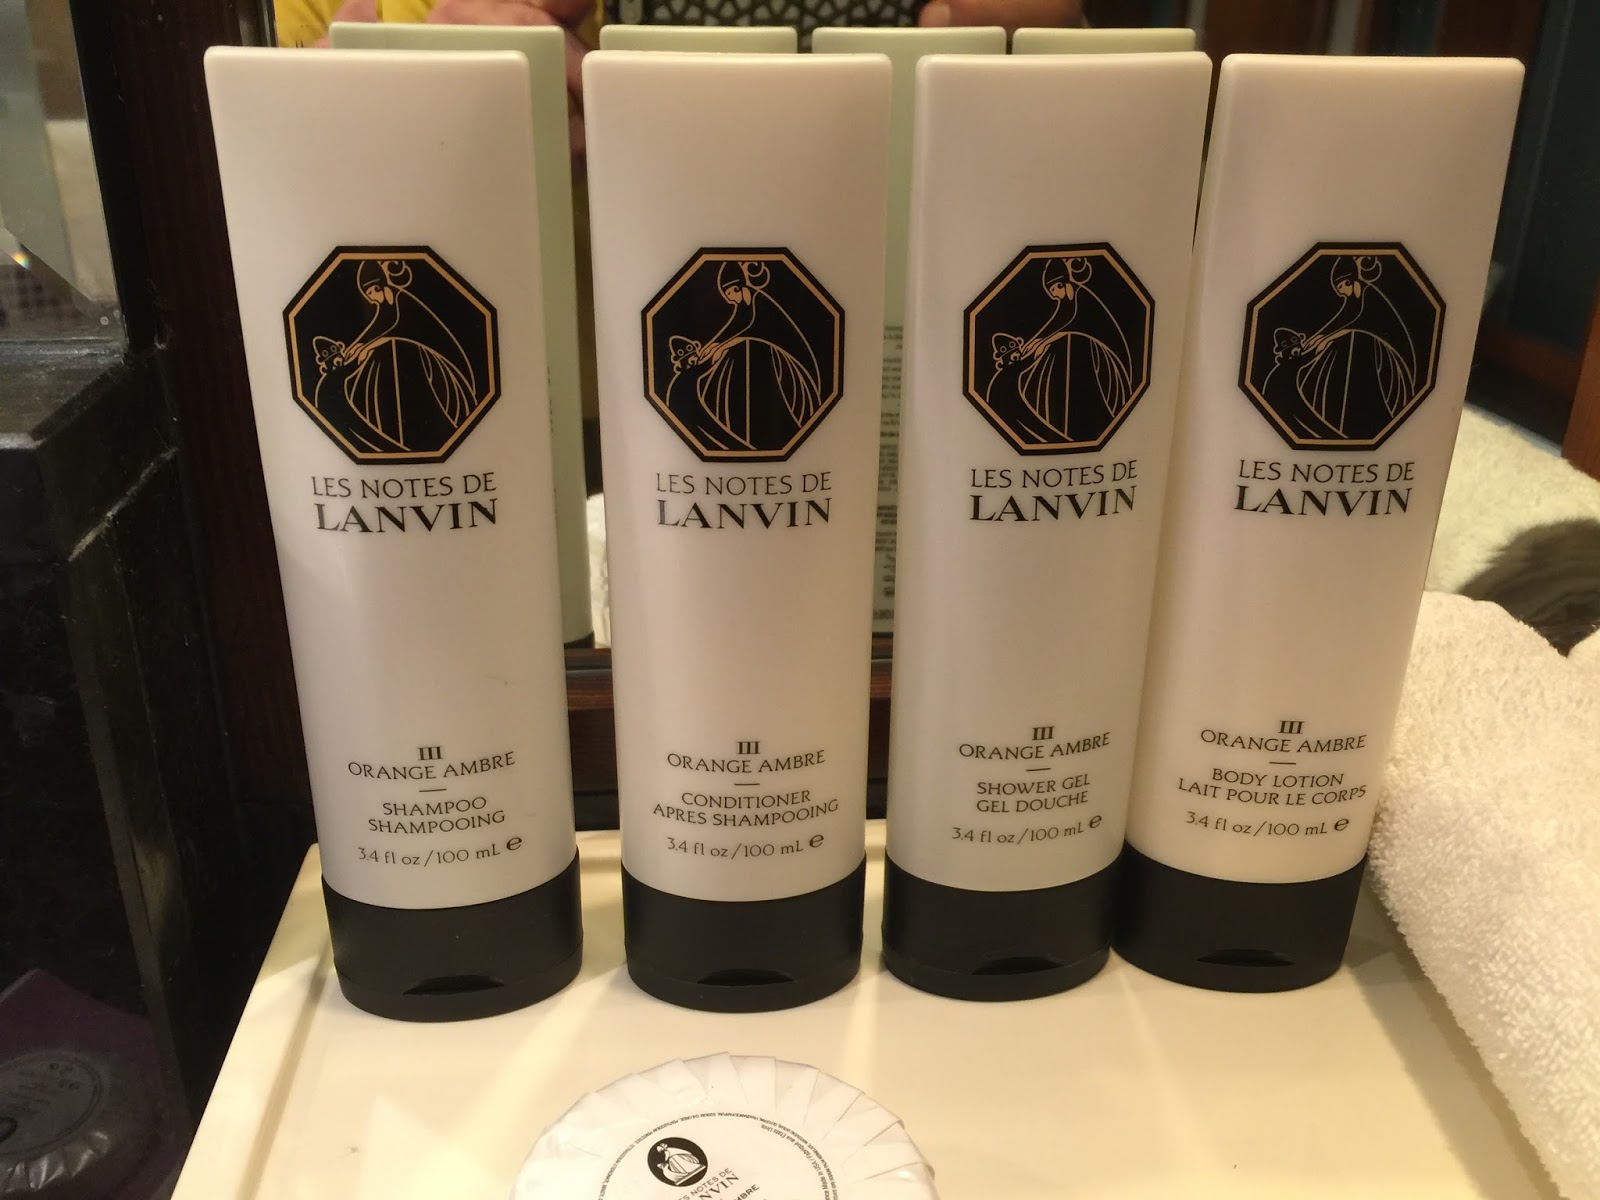 LES NOTES DE
LANVIN
III
ORANGE AMBRE
SHAMPOO
SHAMPOOING
3.4 fl oz/100 mL e
LES NOTES DE
LANVIN
III
ORANGE AMBRE
CONDITIONER
APRES SHAMPOOING
3.4 fl oz/100 mL e
LES NOTES DE
LANVIN
III
ORANGE AMBRE
SHOWER GEL
GEL DOUCHE
3.4 fl oz/100 mL e
LES NOTES DE
LANVIN
III
ORANGE AMBRE
BODY LOTION
LAIT POUR LE CORPS
3.4 fl oz/100 mL e
LES NOTES DE
LANVIN